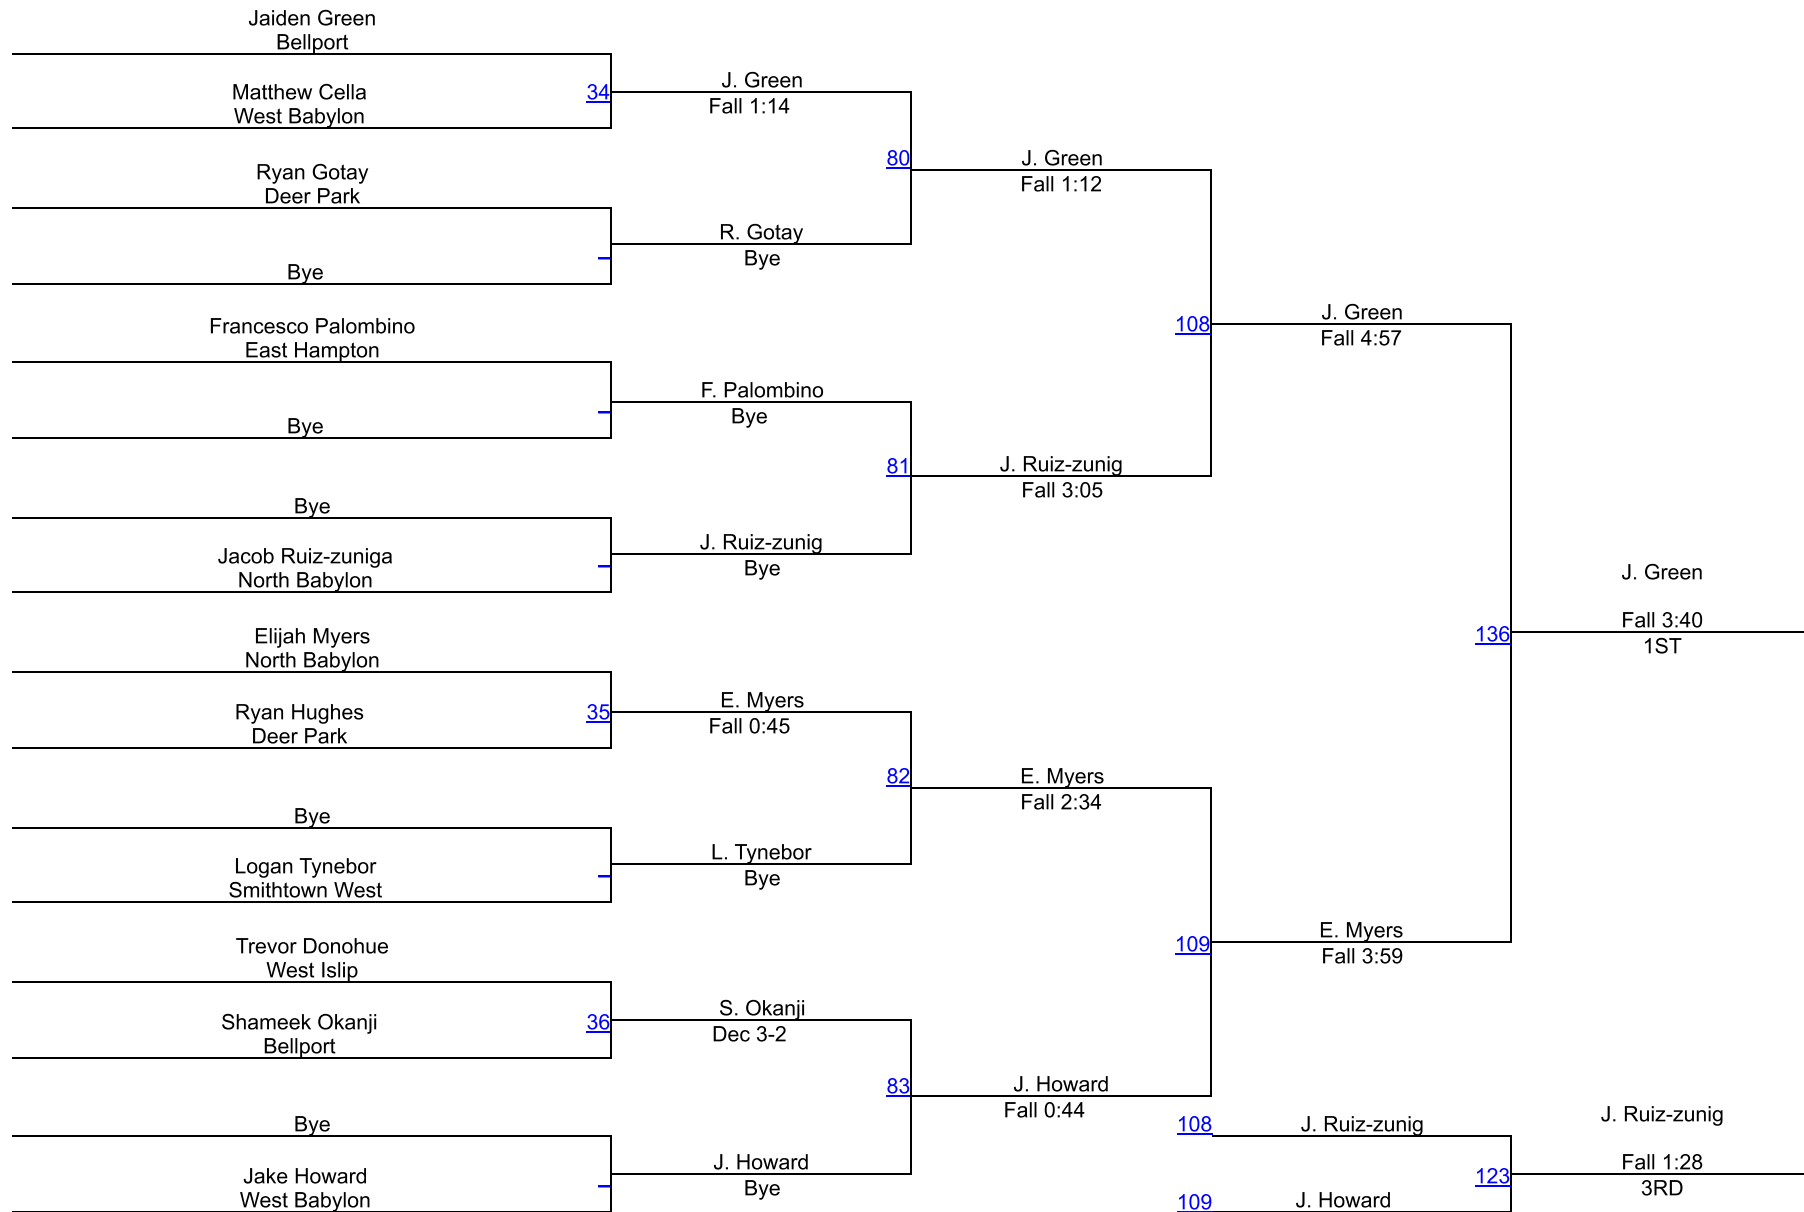 Jaiden Green
Bellport
Matthew Cella
West Babylon
34
J. Green
Fall 1:14
Ryan Gotay
Deer Park
Bye
R. Gotay
Bye
80
J. Green
Fall 1:12
Francesco Palombino
East Hampton
Bye
F. Palombino
Bye
Bye
Jacob Ruiz-zuniga
North Babylon
J. Ruiz-zunig
Bye
81
J. Ruiz-zunig
Fall 3:05
108
J. Green
Fall 4:57
Elijah Myers
North Babylon
Ryan Hughes
Deer Park
35
E. Myers
Fall 0:45
Bye
Logan Tynebor
Smithtown West
L. Tynebor
Bye
82
E. Myers
Fall 2:34
Trevor Donohue
West Islip
Shameek Okanji
Bellport
36
S. Okanji
Dec 3-2
Bye
Jake Howard
West Babylon
J. Howard
Bye
83
J. Howard
Fall 0:44
109
E. Myers
Fall 3:59
136
J. Green
Fall 3:40
1ST
108
J. Ruiz-zunig
109
J. Howard
123
J. Ruiz-zunig
Fall 1:28
3RD